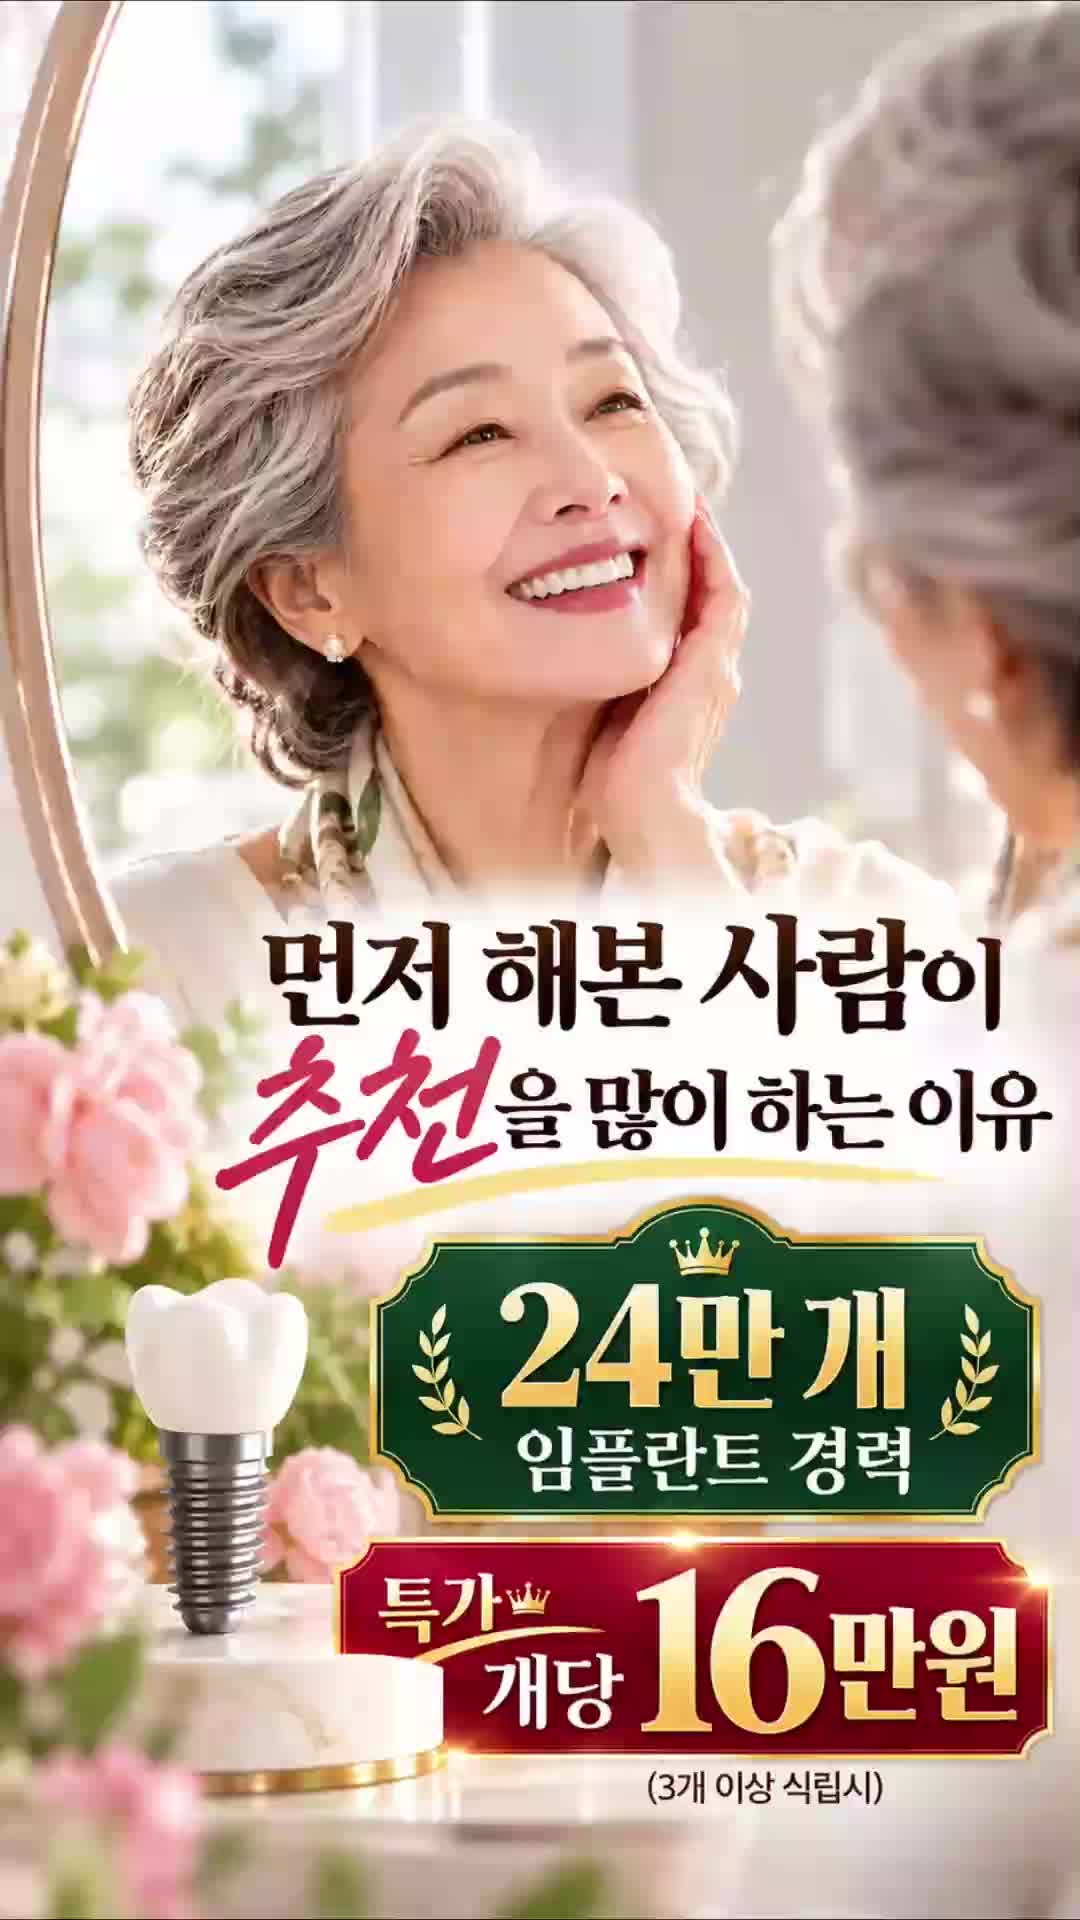 먼저 해본 사람이
추천을 많이 하는 이유
24만 개
임플란트 경력
특가
개당 16만원
(3개 이상 식립시)